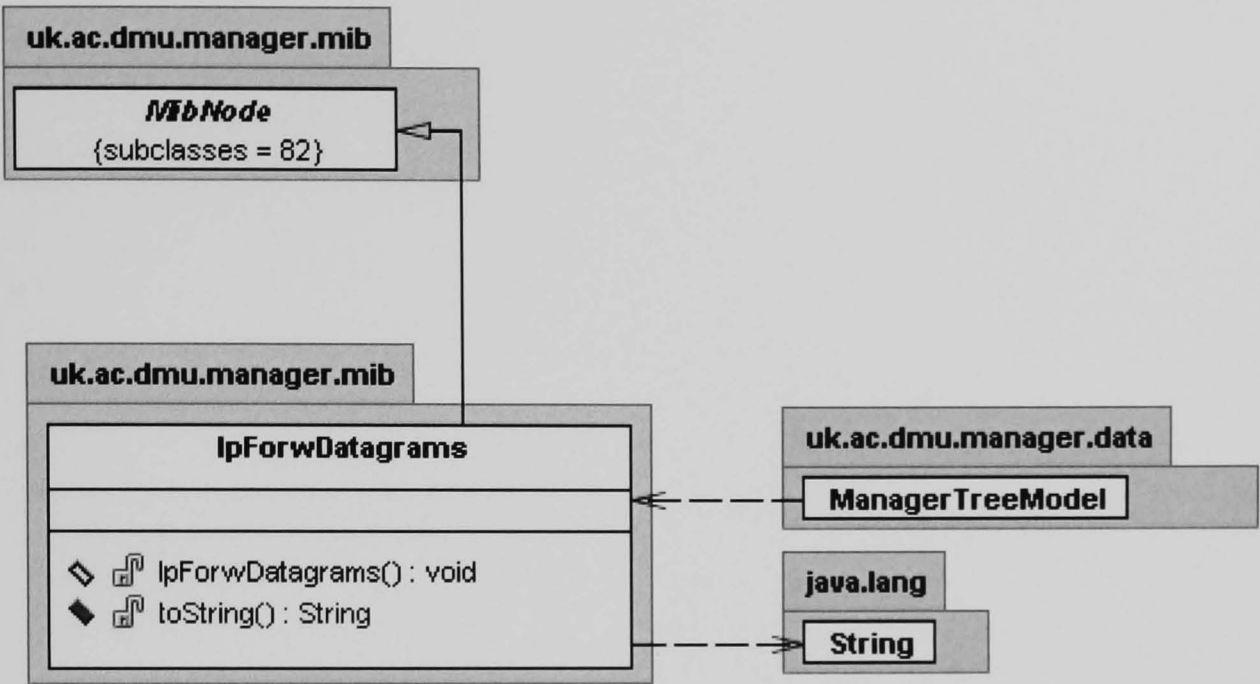 uk.ac.dmu.manager.mib
MibNode
{subclasses = 82}
uk.ac.dmu.manager.mib
IpForwDatagrams
IpForwDatagrams() : void
toString() : String
uk.ac.dmu.manager.data
ManagerTreeModel
java.lang
String